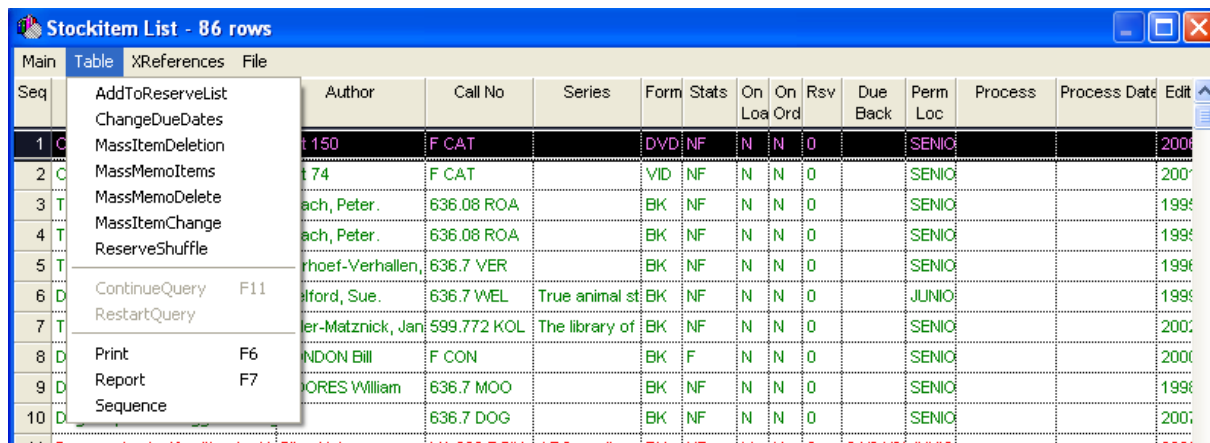 Stockitem List - 86 rows
Main Table XReferences File
Seq Author Call No Series Form Stats On Loa On Ord Rsv Due Back Perm Loc Process Process Date Edit
AddToReserveList
ChangeDueDates
MassItemDeletion
MassMemoItems
MassMemoDelete
MassItemChange
ReserveShuffle
ContinueQuery F11
RestartQuery
Print F6
Report F7
Sequence
1 150 F CAT DVD NF N N 0 SENIO
2 74 F CAT VID NF N N 0 SENIO
3 T ach, Peter. 636.08 ROA BK NF N N 0 SENIO 1995
4 T ach, Peter. 636.08 ROA BK NF N N 0 SENIO 1995
5 T rhoef-Verhallen, 636.7 VER BK NF N N 0 SENIO 1996
6 D elford, Sue. 636.7 WEL True animal st BK NF N N 0 JUNIO 1999
7 T er-Matznick, Jan 599.772 KOL The library of BK NF N N 0 SENIO
8 D NDON Bill F CON BK F N N 0 SENIO 2000
9 D ORES William 636.7 MOO BK NF N N 0 SENIO 1998
10 D 636.7 DOG BK NF N N 0 SENIO